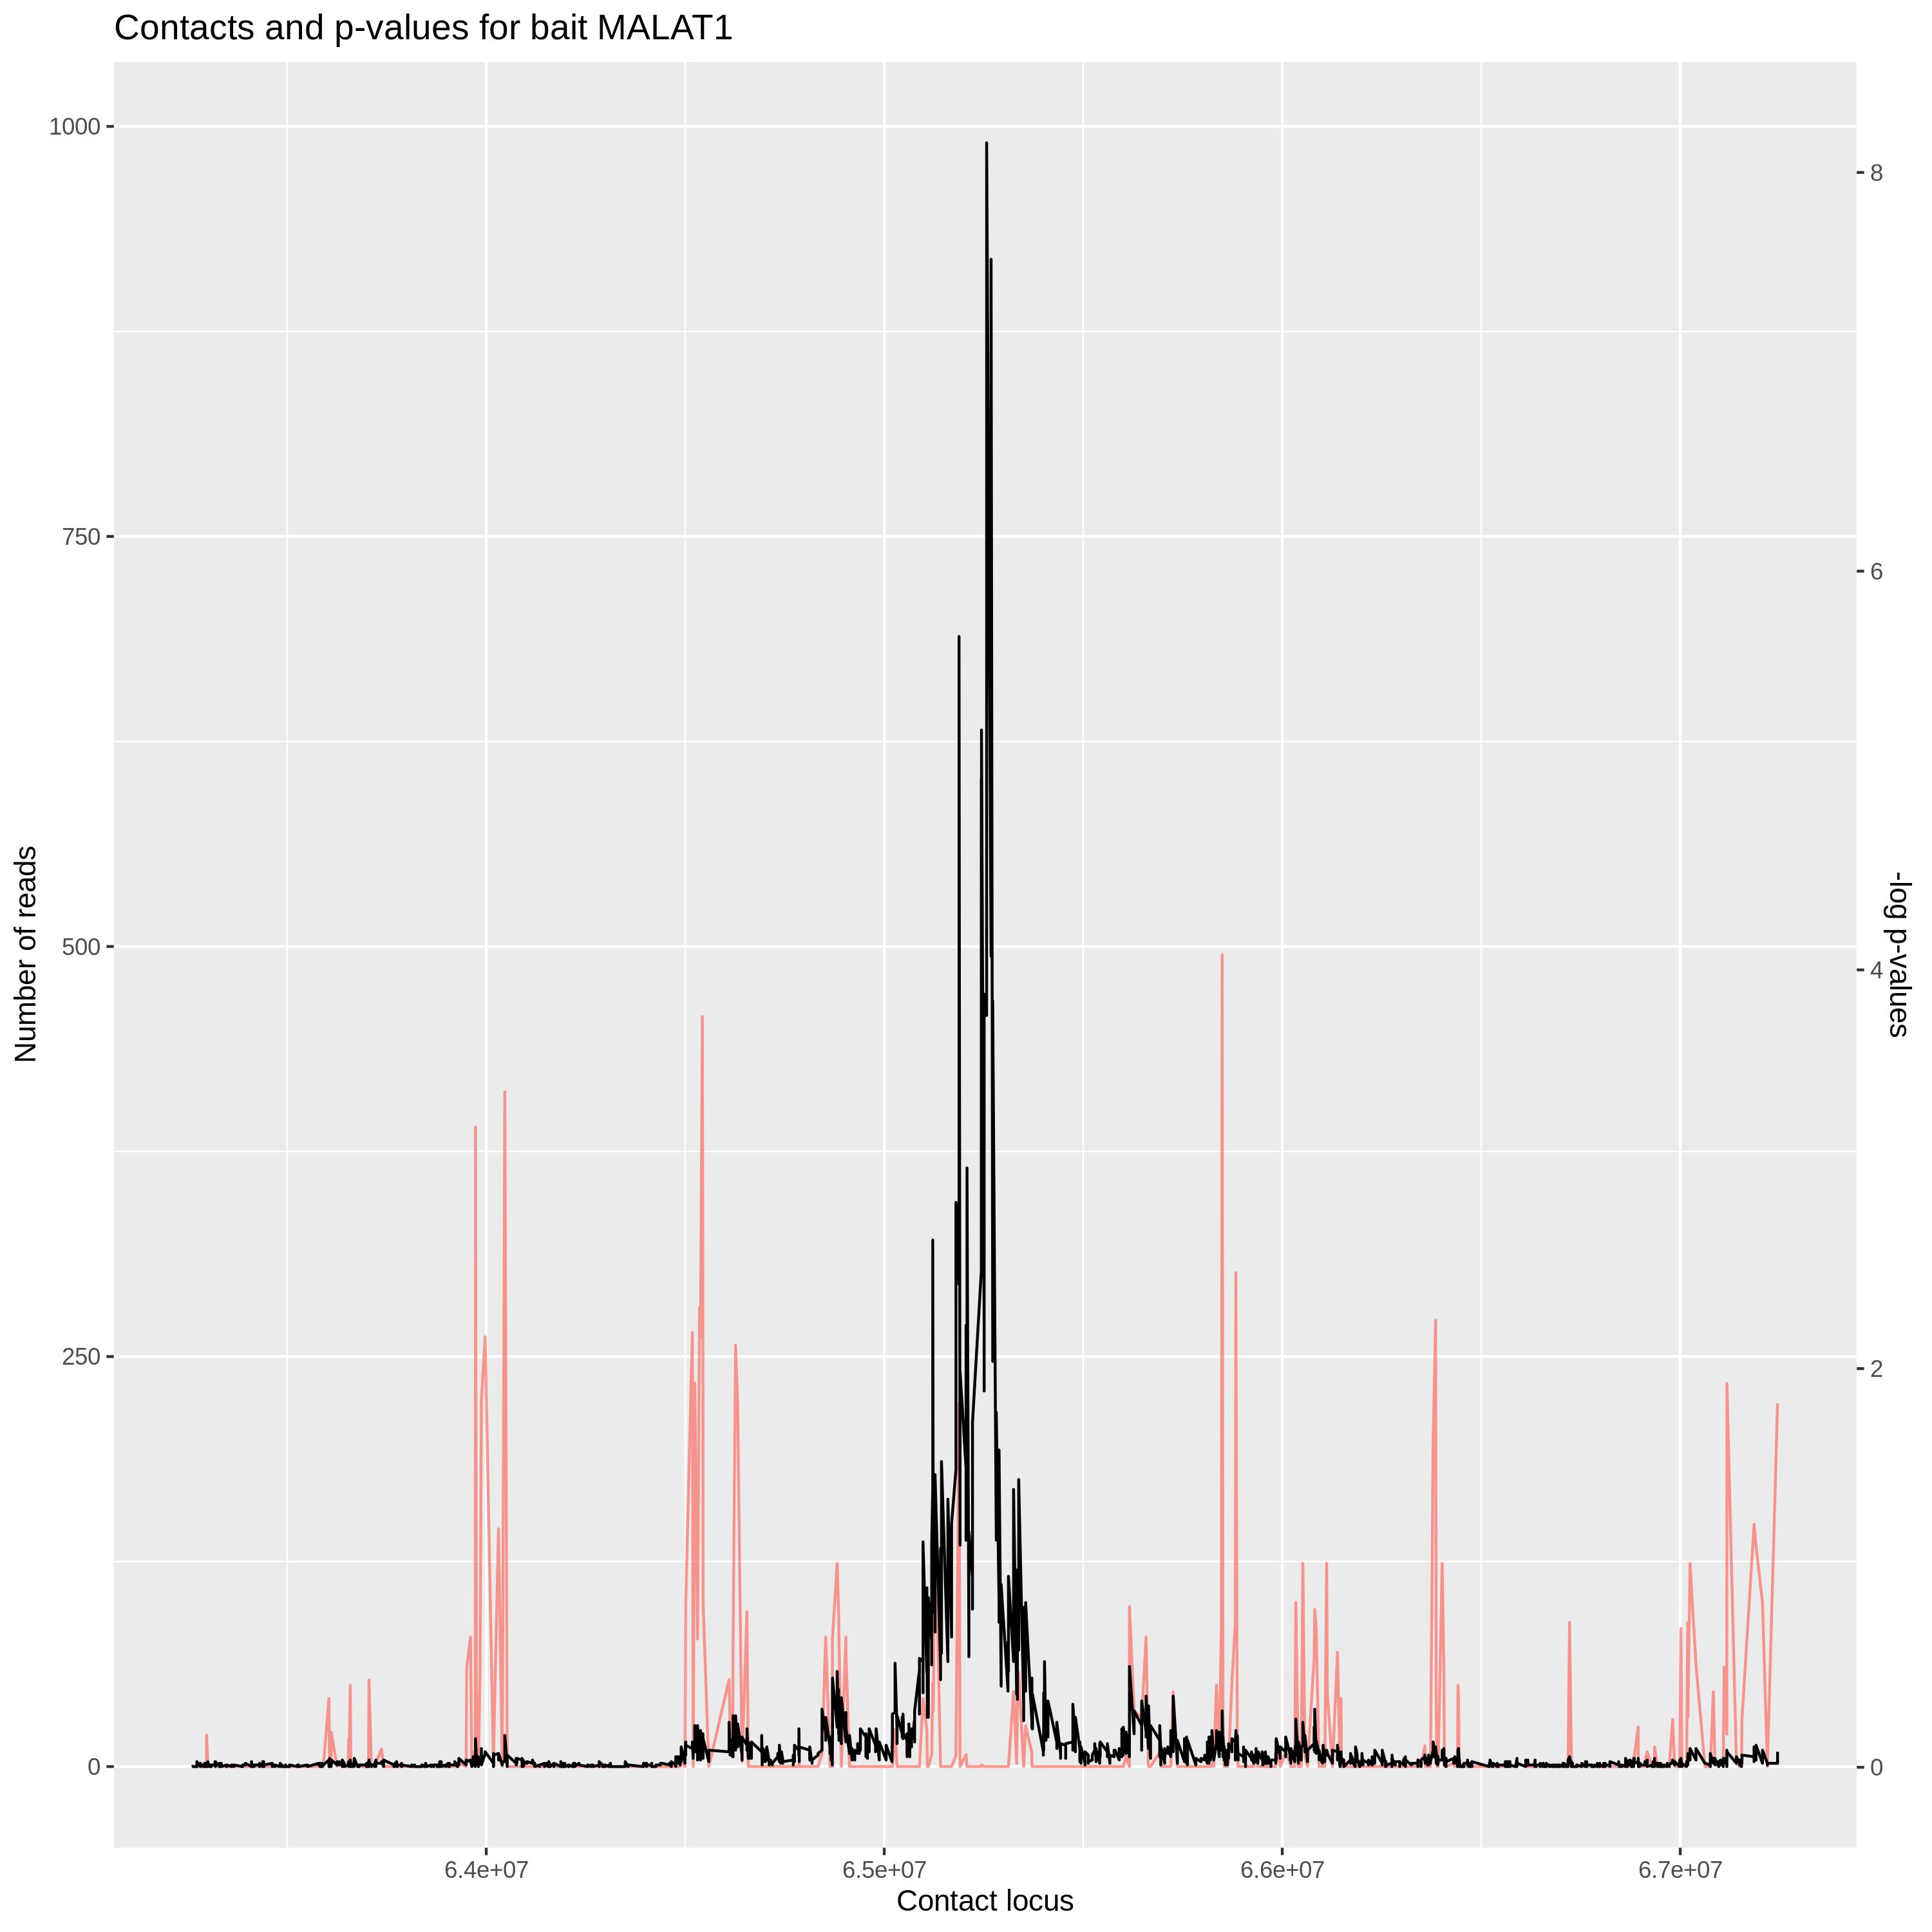 Contacts and p-values for bait MALAT1
1000
750
500
250
0
Number of reads
8
6
4
2
0
-log p-values
6.4e+07
6.5e+07
6.6e+07
6.7e+07
Contact locus